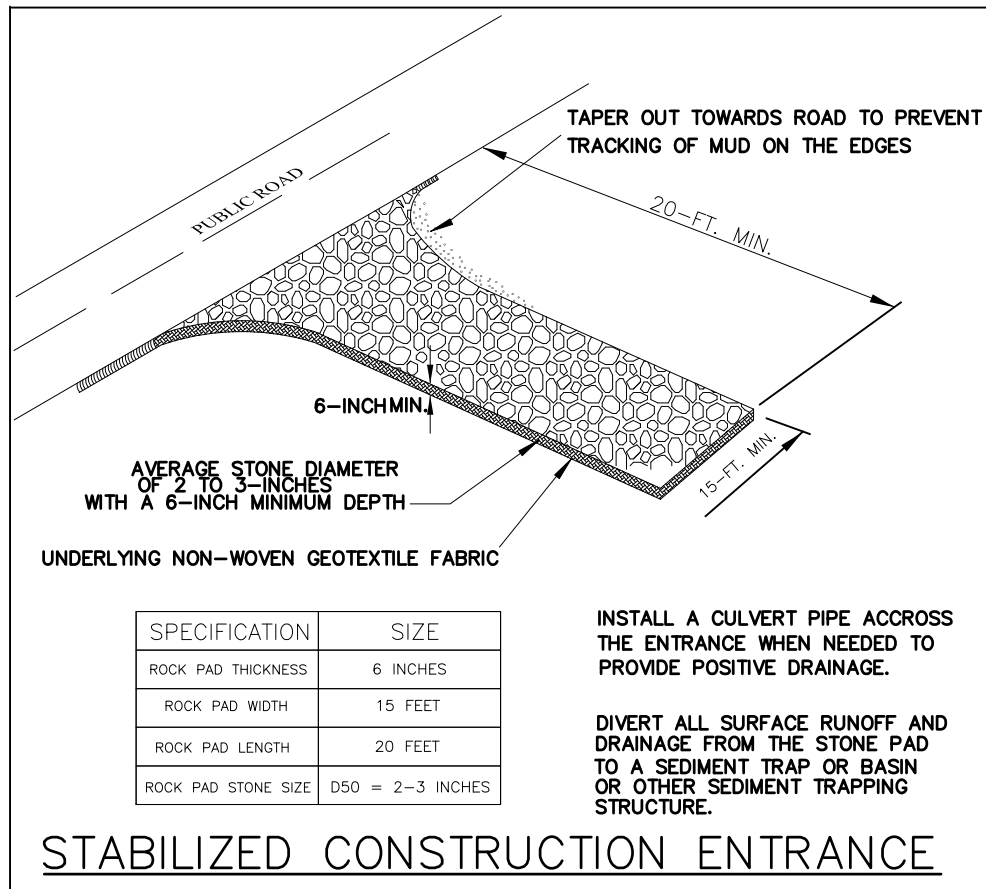 TAPER OUT TOWARDS ROAD TO PREVENT
TRACKING OF MUD ON THE EDGES
PUBLIC ROAD
20-FT. MIN.
6-INCH MIN.
15-FT. MIN.
AVERAGE STONE DIAMETER
OF 2 TO 3-INCHES
WITH A 6-INCH MINIMUM DEPTH
UNDERLYING NON-WOVEN GEOTEXTILE FABRIC
SPECIFICATION SIZE
ROCK PAD THICKNESS 6 INCHES
ROCK PAD WIDTH 15 FEET
ROCK PAD LENGTH 20 FEET
ROCK PAD STONE SIZE D50 = 2-3 INCHES
INSTALL A CULVERT PIPE ACCROSS
THE ENTRANCE WHEN NEEDED TO
PROVIDE POSITIVE DRAINAGE.
DIVERT ALL SURFACE RUNOFF AND
DRAINAGE FROM THE STONE PAD
TO A SEDIMENT TRAP OR BASIN
OR OTHER SEDIMENT TRAPPING
STRUCTURE.
STABILIZED CONSTRUCTION ENTRANCE